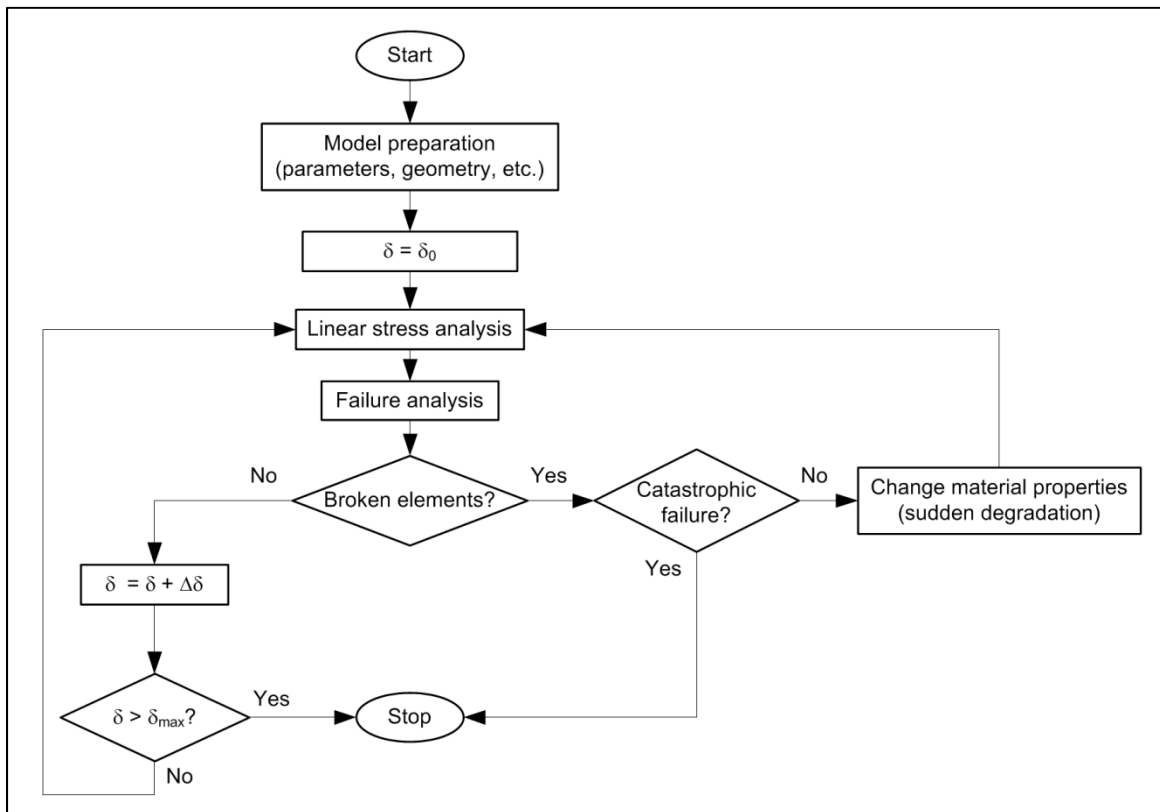 Start
Model preparation
(parameters, geometry, etc.)
δ = δ₀
Linear stress analysis
Failure analysis
No
Broken elements?
Yes
Catastrophic
failure?
No
Change material properties
(sudden degradation)
Yes
δ = δ + Δδ
δ > δmax?
Yes
Stop
No